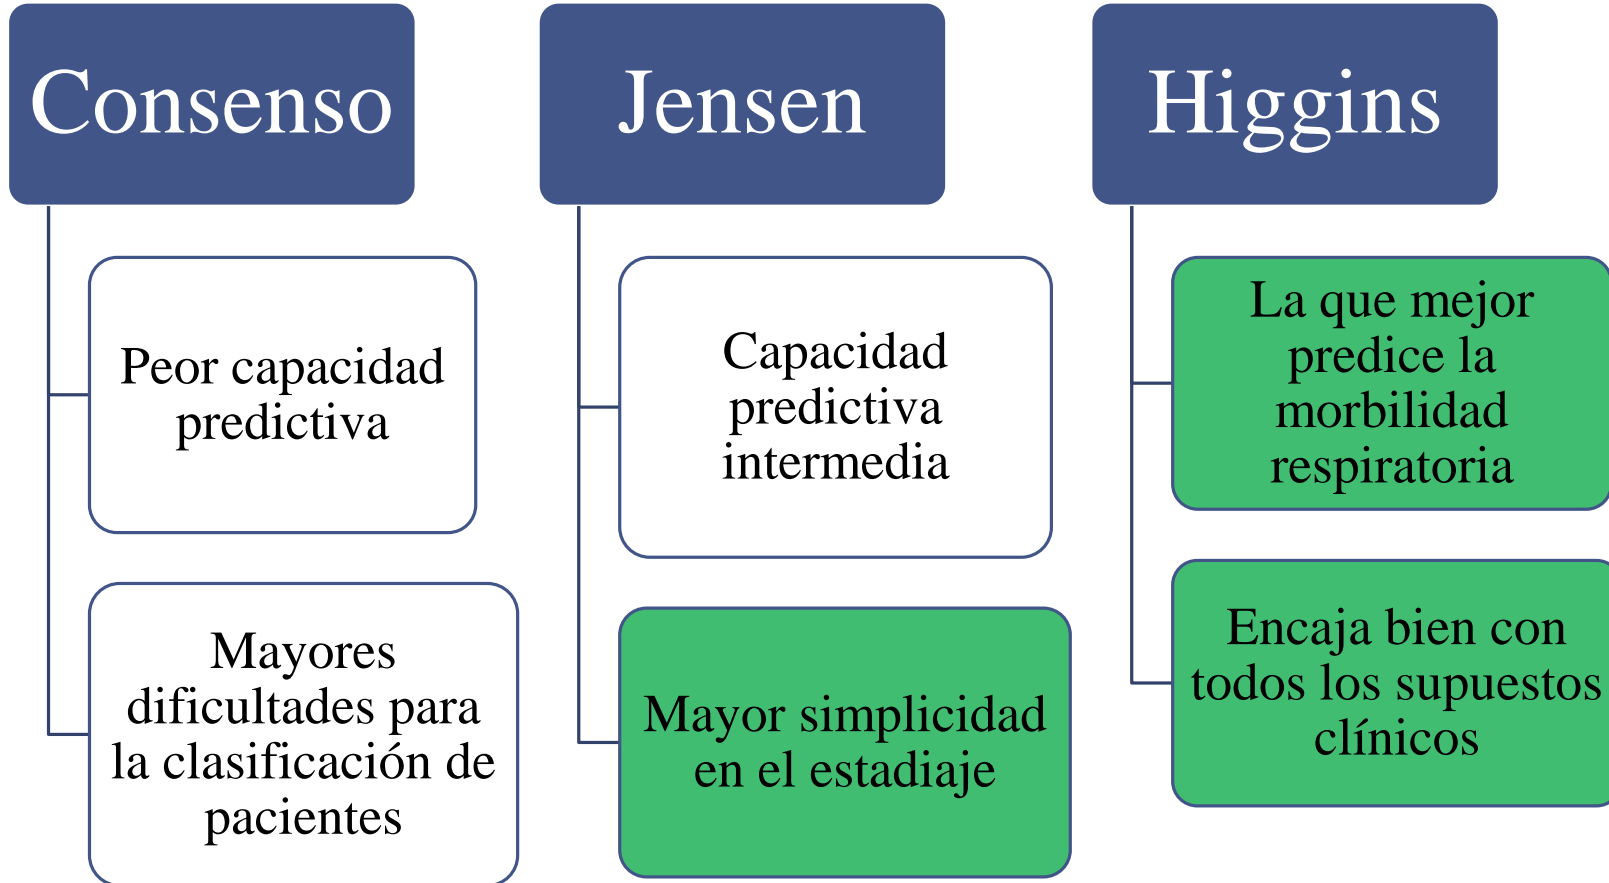 Consenso
Peor capacidad
predictiva
Mayores
dificultades para
la clasificación de
pacientes
Jensen
Capacidad
predictiva
intermedia
Mayor simplicidad
en el estadiaje
Higgins
La que mejor
predice la
morbilidad
respiratoria
Encaja bien con
todos los supuestos
clínicos